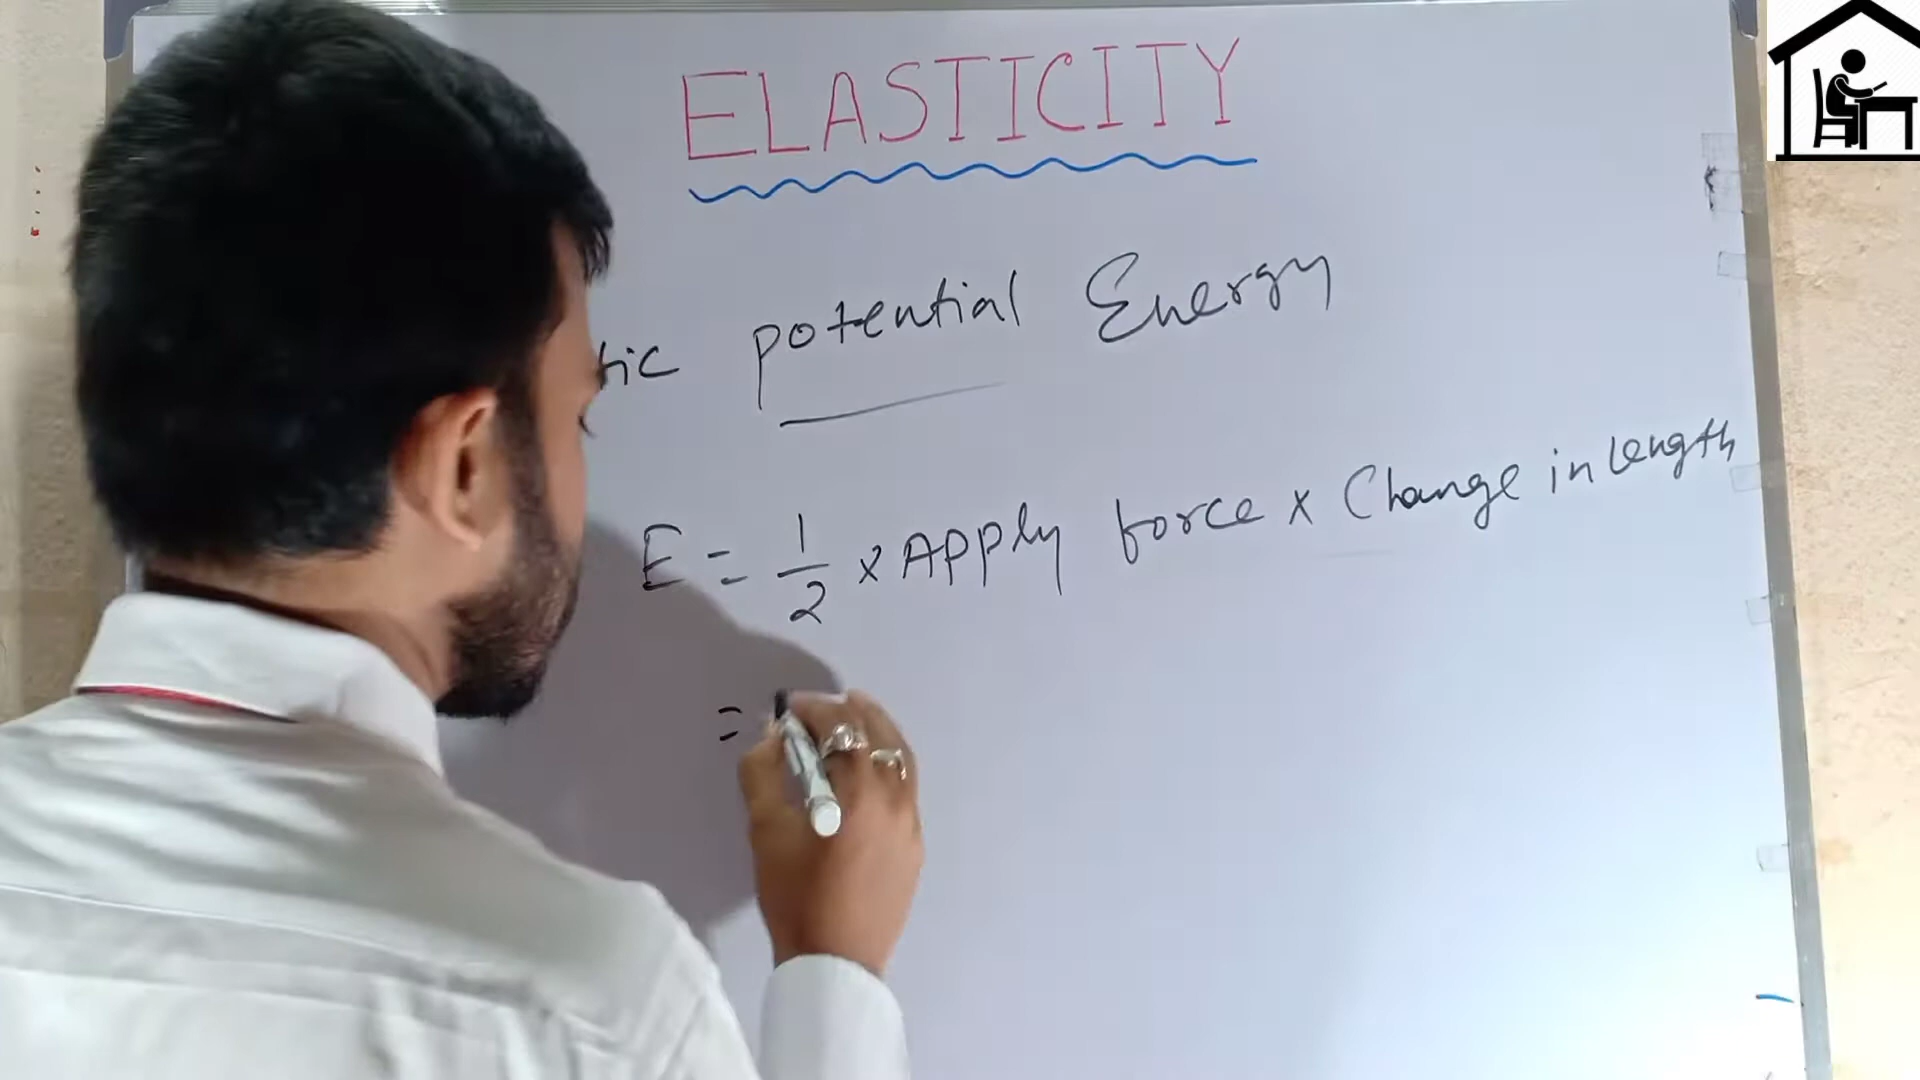 ELASTICITY
tic potential Energy
E = 1/2 x Apply force x Change in length
=